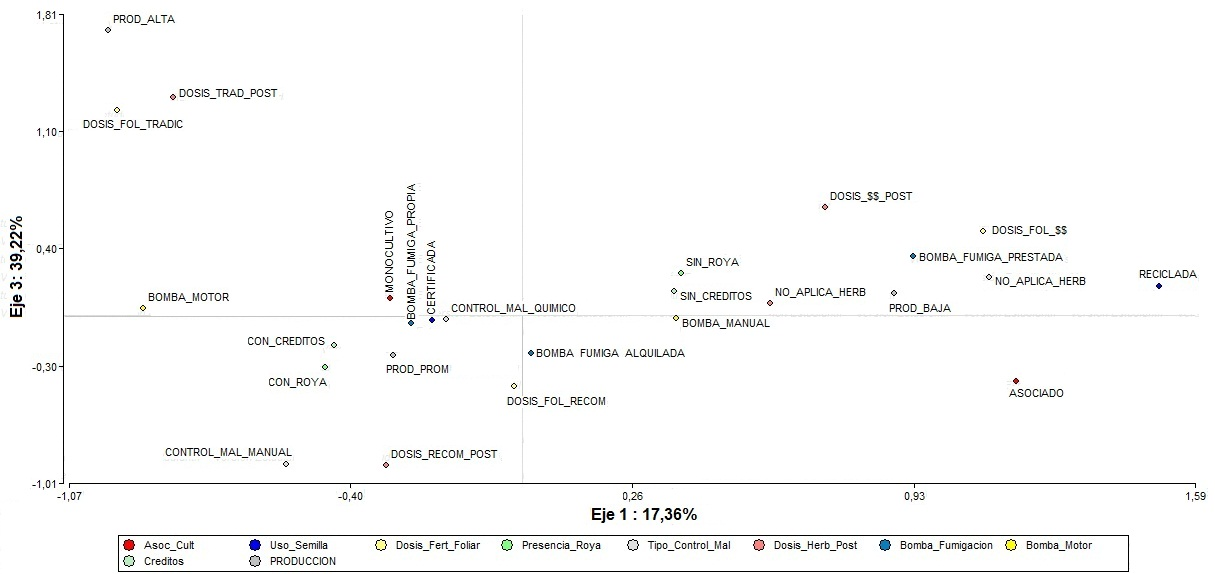 1,81
PROD_ALTA
DOSIS_TRAD_POST
DOSIS_FOL_TRADIC
1,10
DOSIS_$$_POST
DOSIS_FOL_$$
0,40
MONOCULTIVO
BOMBA_FUMIGA_PROPIA
CERTIFICADA
SIN_ROYA
BOMBA_FUMIGA_PRESTADA
NO_APLICA_HERB
RECICLADA
BOMBA_MOTOR
SIN_CREDITOS
NO_APLICA_HERB
CONTROL_MAL_QUIMICO
PROD_BAJA
BOMBA_MANUAL
Eje 3: 39,22%
CON_CREDITOS
BOMBA FUMIGA ALQUILADA
-0,30
PROD_PROM
CON_ROYA
DOSIS_FOL_RECOM
ASOCIADO
CONTROL_MAL_MANUAL
DOSIS_RECOM_POST
-1,01
-1,07
-0,40
0,26
0,93
1,59
Eje 1 : 17,36%
Asoc_Cult Uso_Semilla Dosis_Fert_Foliar Presencia_Roya Tipo_Control_Mal Dosis_Herb_Post Bomba_Fumigacion Bomba_Motor
Creditos PRODUCCION